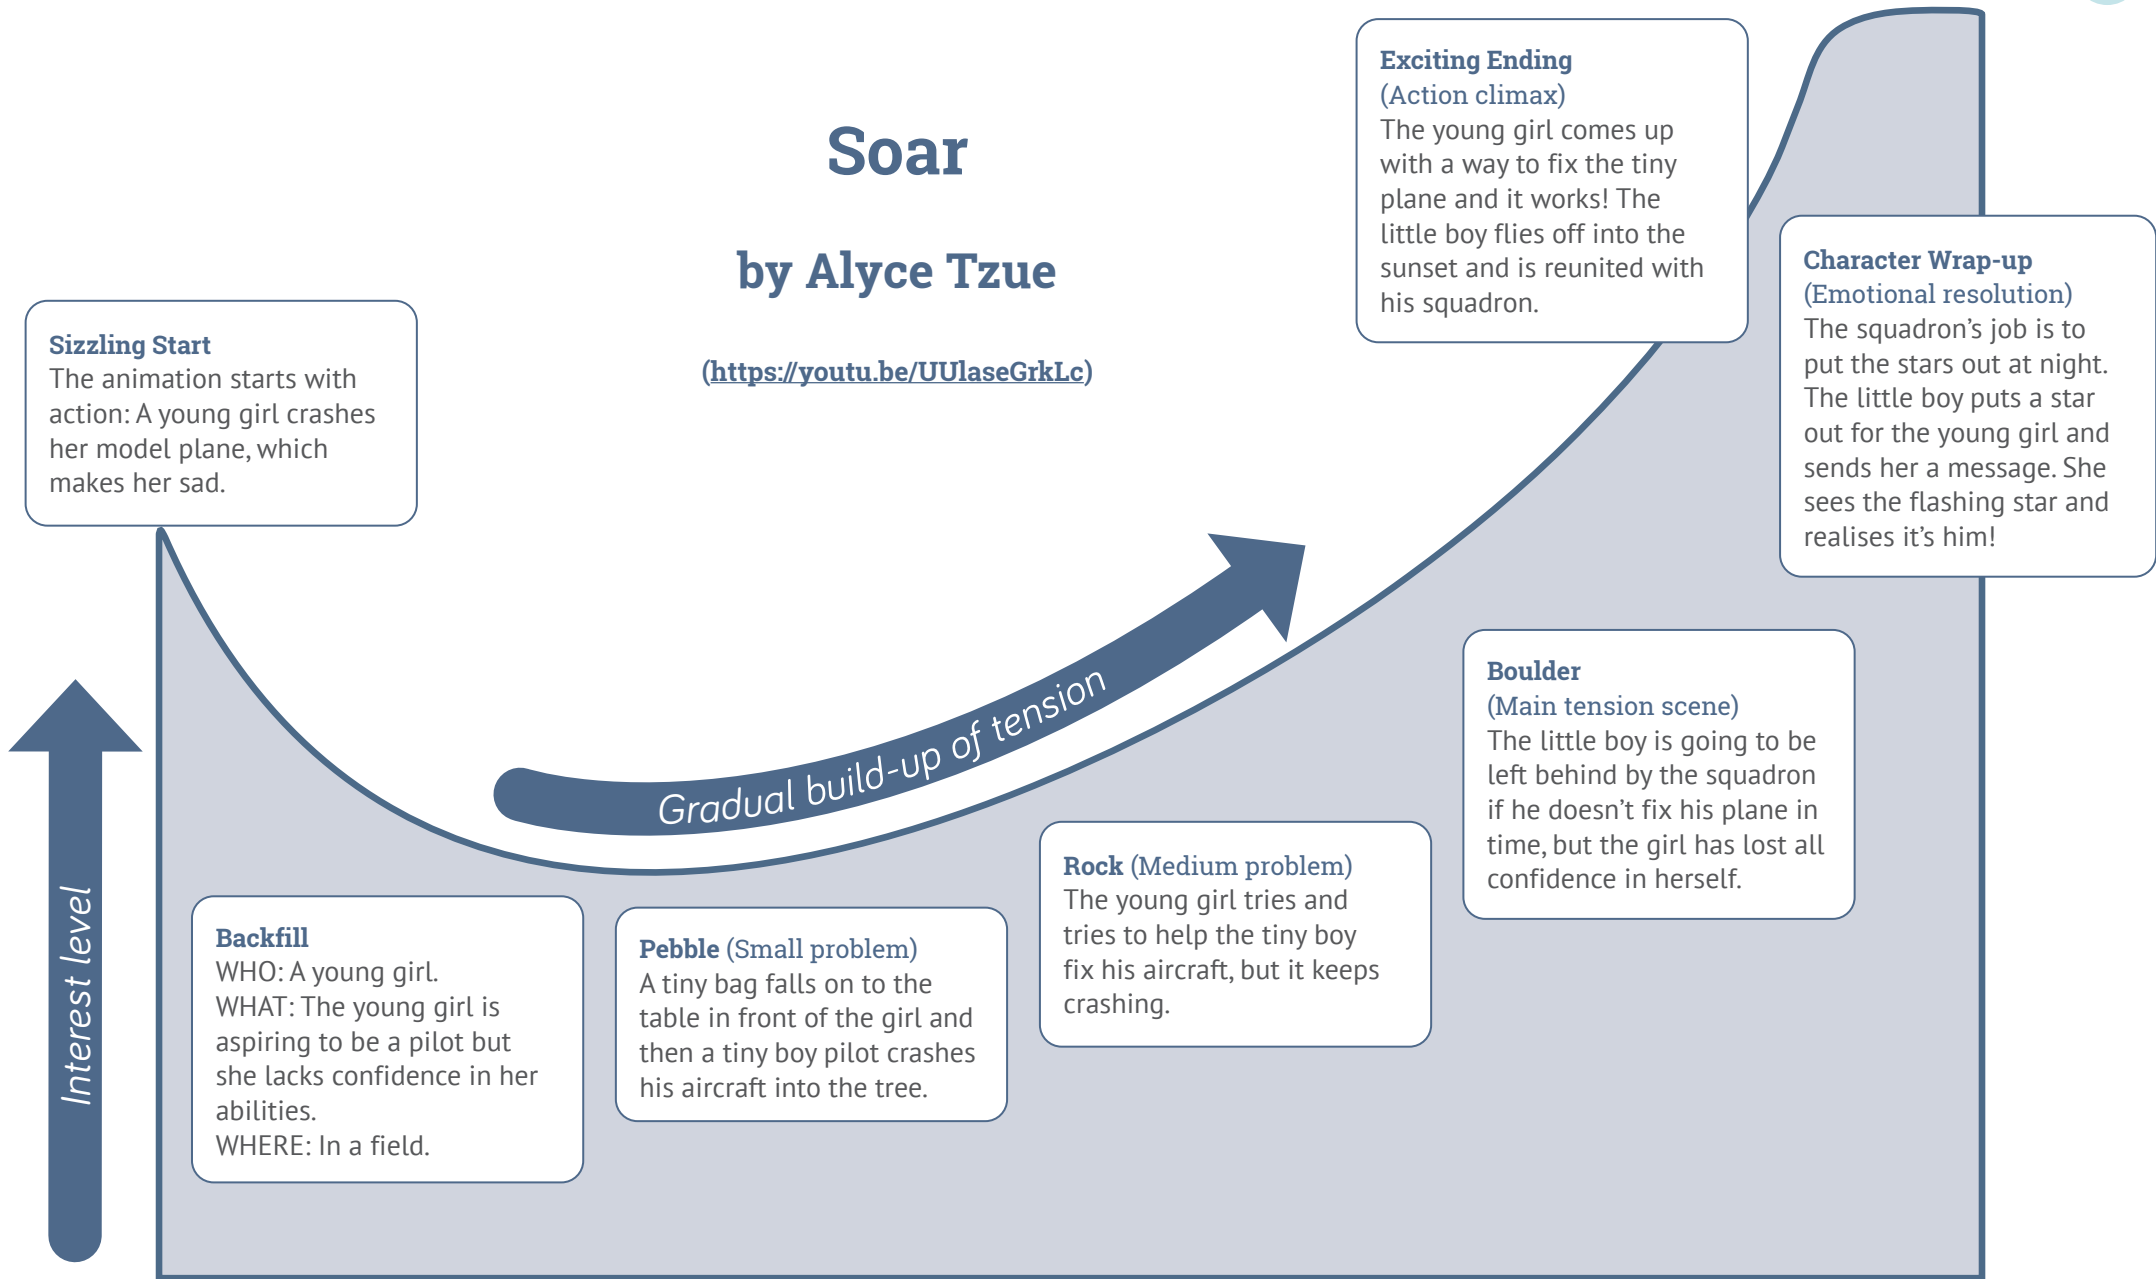 Soar
by Alyce Tzue
(https://youtu.be/UUlaseGrkLc)
Sizzling Start
The animation starts with
action: A young girl crashes
her model plane, which
makes her sad.
Interest level
Backfill
WHO: A young girl.
WHAT: The young girl is
aspiring to be a pilot but
she lacks confidence in her
abilities.
WHERE: In a field.
Gradual build-up of tension
Pebble (Small problem)
A tiny bag falls on to the
table in front of the girl and
then a tiny boy pilot crashes
his aircraft into the tree.
Rock (Medium problem)
The young girl tries and
tries to help the tiny boy
fix his aircraft, but it keeps
crashing.
Boulder
(Main tension scene)
The little boy is going to be
left behind by the squadron
if he doesn’t fix his plane in
time, but the girl has lost all
confidence in herself.
Exciting Ending
(Action climax)
The young girl comes up
with a way to fix the tiny
plane and it works! The
little boy flies off into the
sunset and is reunited with
his squadron.
Character Wrap-up
(Emotional resolution)
The squadron’s job is to
put the stars out at night.
The little boy puts a star
out for the young girl and
sends her a message. She
sees the flashing star and
realises it’s him!